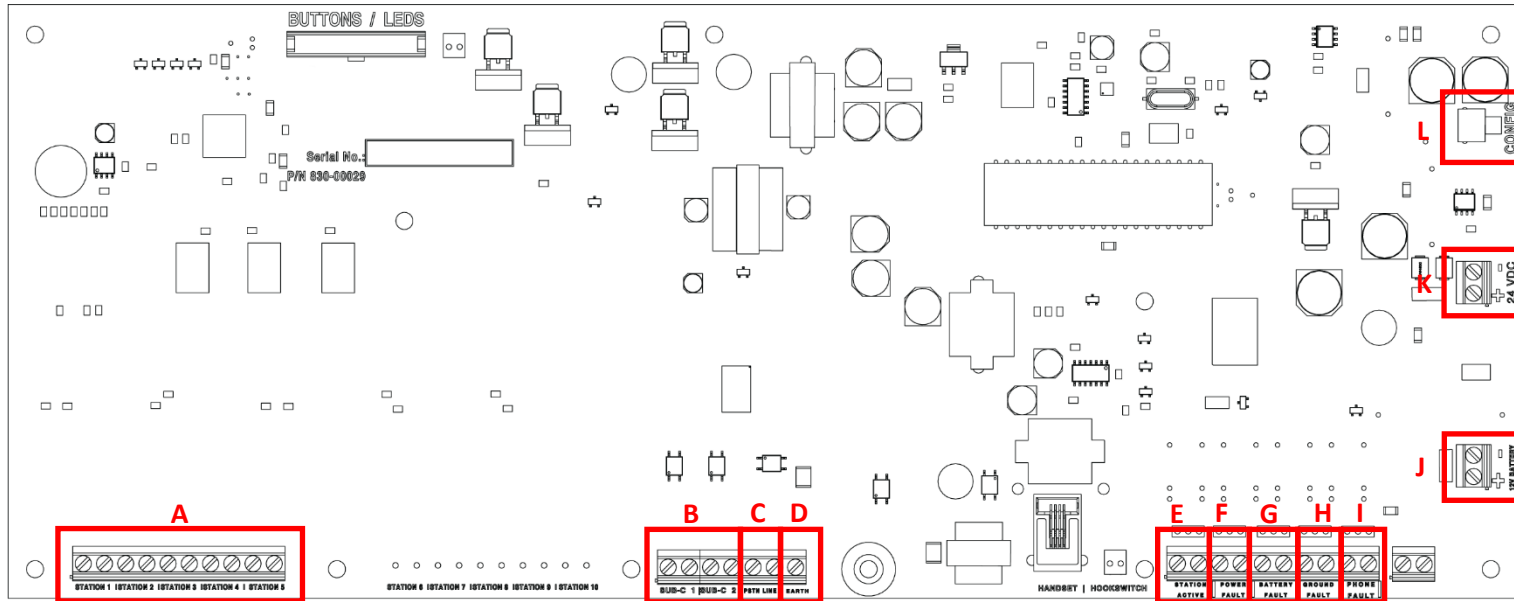 BUTTONS / LEDS
L
CONFIG
Serial No.:
P/N 830-00029
K
24 VDC
- +
J
12V BATTERY
- +
A
B
C
D
E
F
G
H
I
STATION 1 | STATION 2 | STATION 3 | STATION 4 | STATION 5
STATION 6 | STATION 7 | STATION 8 | STATION 9 | STATION 10
SUB-C 1 | SUB-C 2 | PSTN LINE | EARTH
HANDSET | HOOKSWITCH
STATION ACTIVE
POWER FAULT
BATTERY FAULT
GROUND FAULT
PHONE FAULT